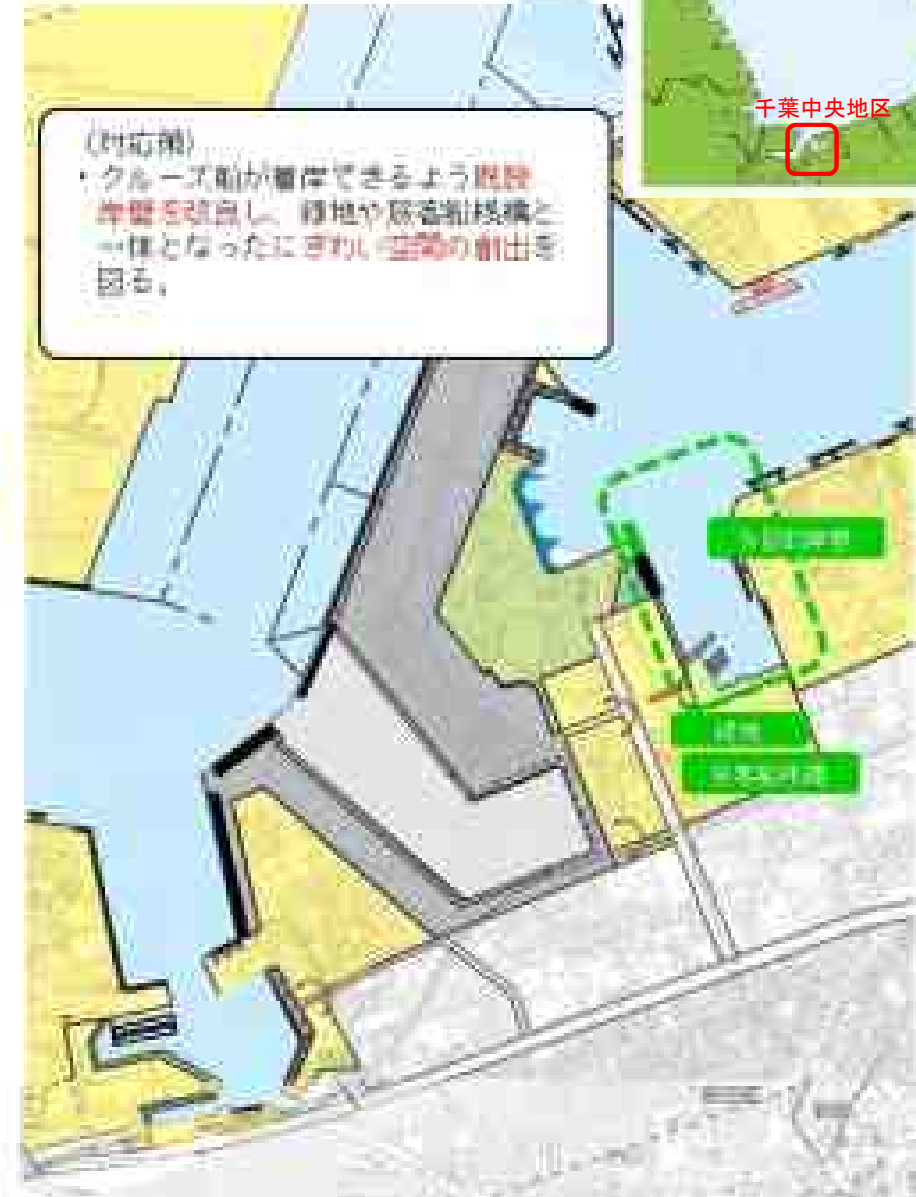 千葉中央地区
(対応策)
・クルーズ船が着岸できるよう既設
岸壁を改良し、緑地や旅客船桟橋と
一体となったにぎわい空間の創出を
図る。
緑地